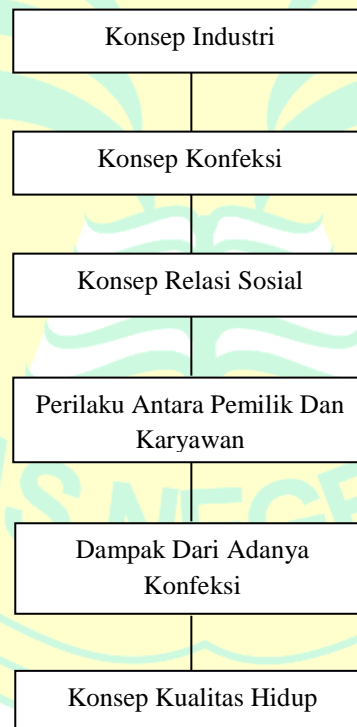 Konsep Industri
Konsep Konfeksi
Konsep Relasi Sosial
Perilaku Antara Pemilik Dan
Karyawan
Dampak Dari Adanya
Konfeksi
Konsep Kualitas Hidup